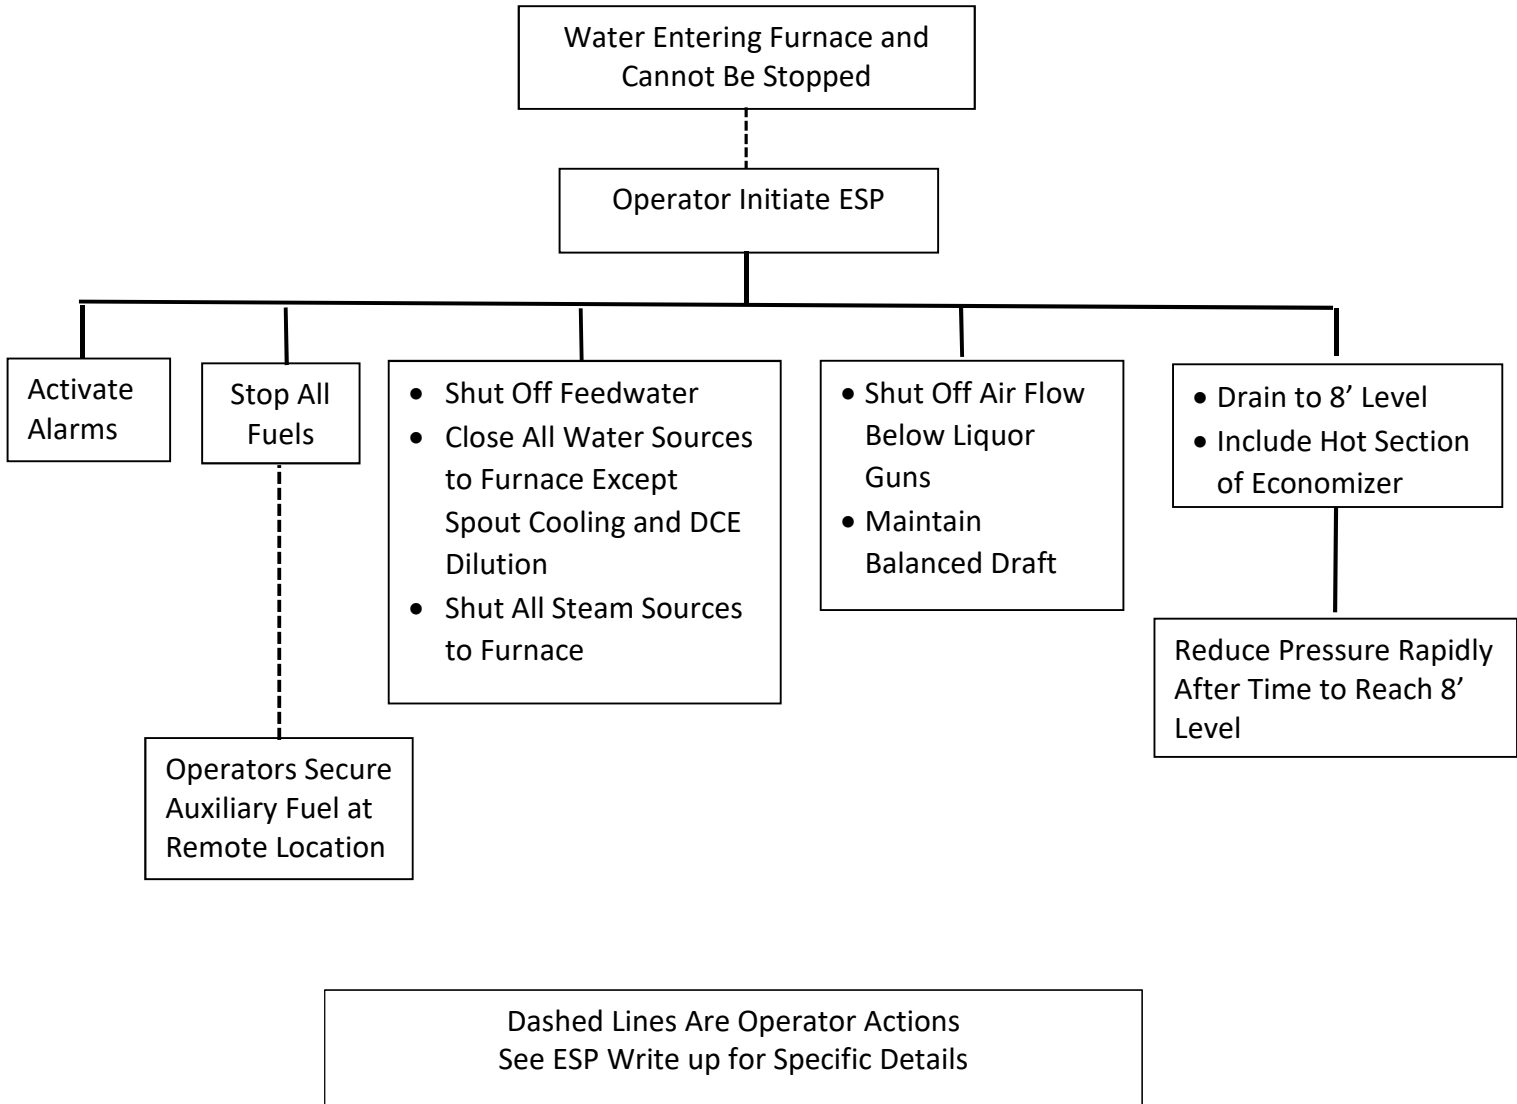 Water Entering Furnace and
Cannot Be Stopped
Operator Initiate ESP
Activate
Alarms
Stop All
Fuels
• Shut Off Feedwater
• Close All Water Sources
to Furnace Except
Spout Cooling and DCE
Dilution
• Shut All Steam Sources
to Furnace
• Shut Off Air Flow
Below Liquor
Guns
• Maintain
Balanced Draft
• Drain to 8’ Level
• Include Hot Section
of Economizer
Reduce Pressure Rapidly
After Time to Reach 8’
Level
Operators Secure
Auxiliary Fuel at
Remote Location
Dashed Lines Are Operator Actions
See ESP Write up for Specific Details